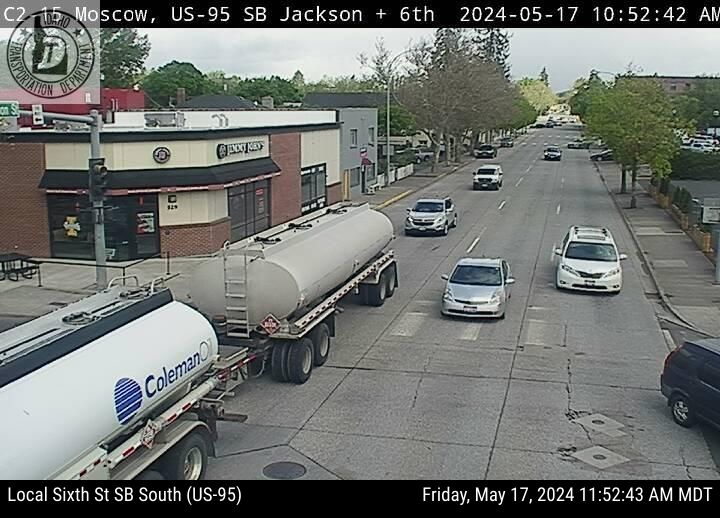 C2 15 Moscow, US-95 SB Jackson + 6th 2024-05-17 10:52:42 AM
IDAHO
TRANSPORTATION DEPARTMENT
JIMMY JOHN'S
529
Coleman Oil
Local Sixth St SB South (US-95)
Friday, May 17, 2024 11:52:43 AM MDT